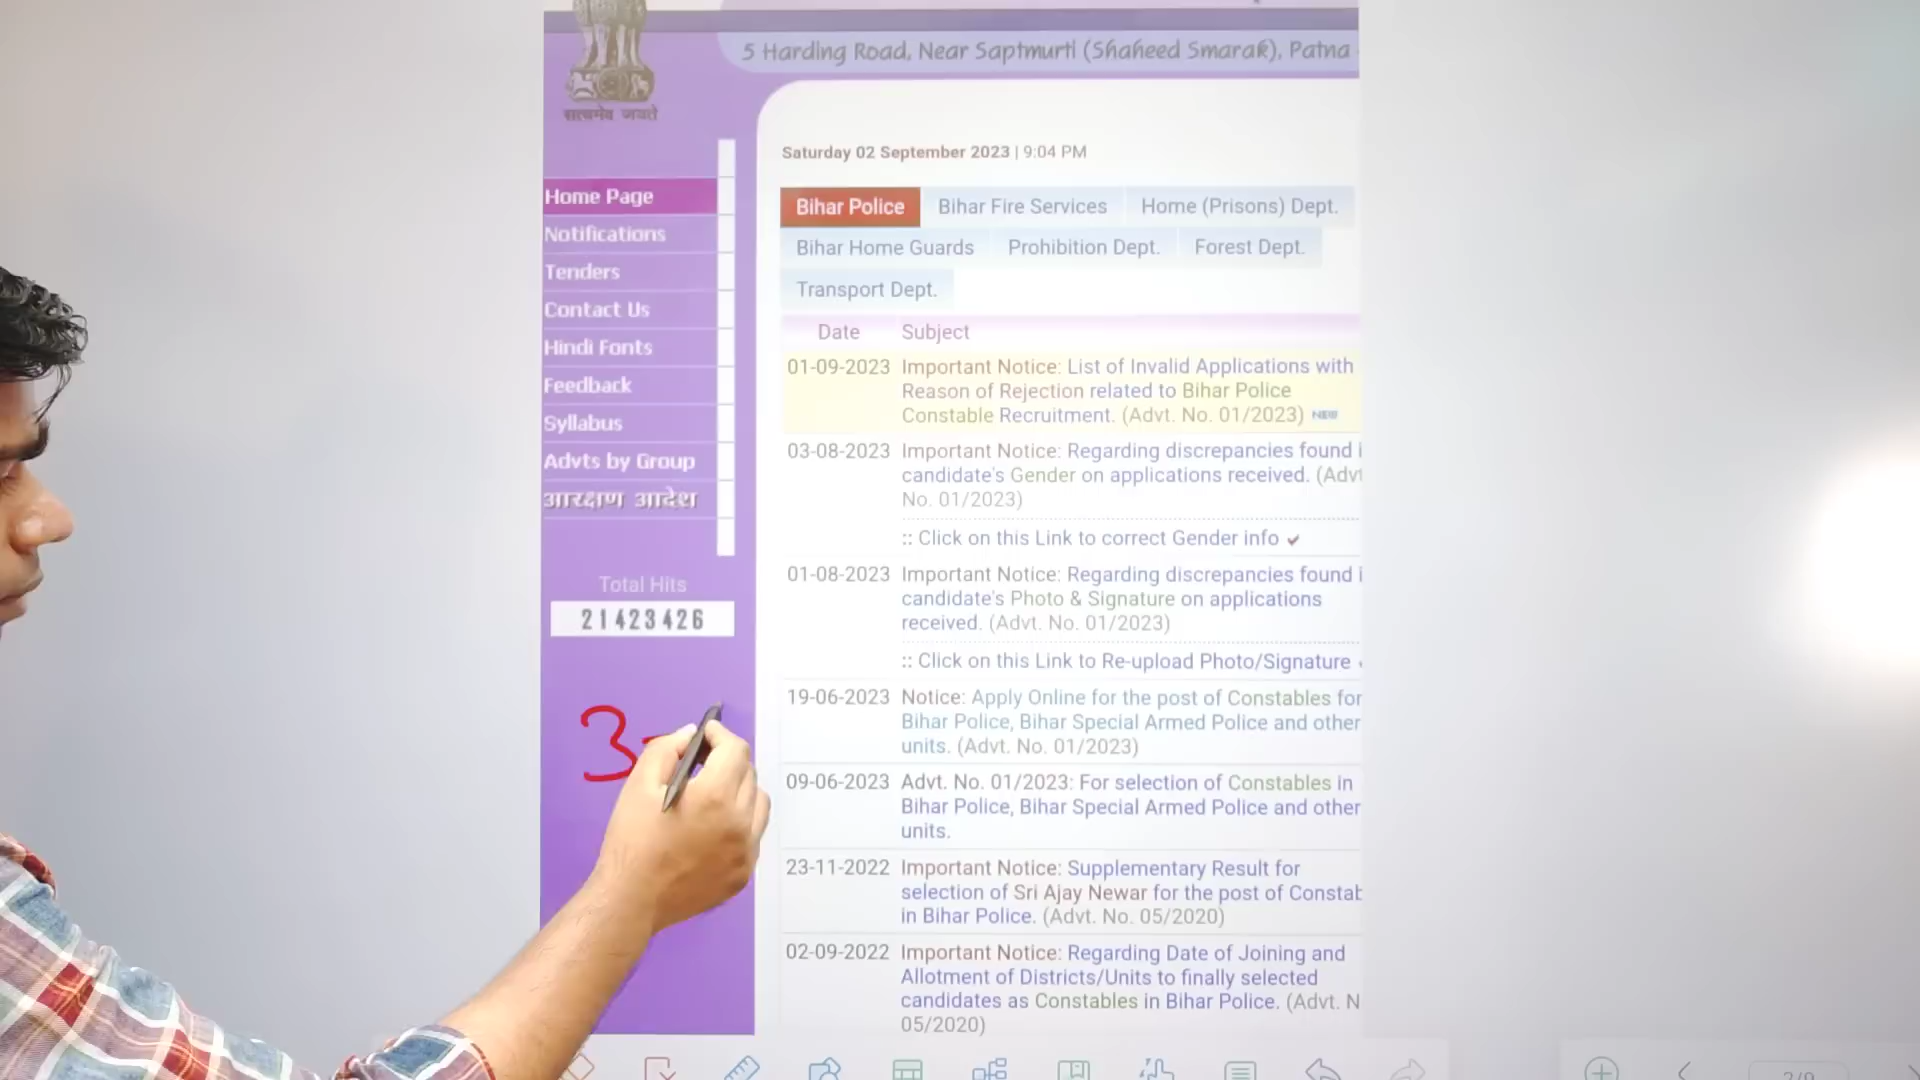 5 Harding Road, Near Saptmurti (Shaheed Smarak), Patna
सत्यमेव जयते
Saturday 02 September 2023 | 9:04 PM
Home Page
Notifications
Tenders
Contact Us
Hindi Fonts
Feedback
Syllabus
Advts by Group
आरक्षण आदेश
Total Hits
21423426
3
Bihar Police Bihar Fire Services Home (Prisons) Dept.
Bihar Home Guards Prohibition Dept. Forest Dept.
Transport Dept.
Date Subject
01-09-2023 Important Notice: List of Invalid Applications with
Reason of Rejection related to Bihar Police
Constable Recruitment. (Advt. No. 01/2023) NEW
03-08-2023 Important Notice: Regarding discrepancies found
candidate's Gender on applications received. (Advt
No. 01/2023)
:: Click on this Link to correct Gender info
01-08-2023 Important Notice: Regarding discrepancies found
candidate's Photo & Signature on applications
received. (Advt. No. 01/2023)
:: Click on this Link to Re-upload Photo/Signature
19-06-2023 Notice: Apply Online for the post of Constables for
Bihar Police, Bihar Special Armed Police and other
units. (Advt. No. 01/2023)
09-06-2023 Advt. No. 01/2023: For selection of Constables in
Bihar Police, Bihar Special Armed Police and other
units.
23-11-2022 Important Notice: Supplementary Result for
selection of Sri Ajay Newar for the post of Constab
in Bihar Police. (Advt. No. 05/2020)
02-09-2022 Important Notice: Regarding Date of Joining and
Allotment of Districts/Units to finally selected
candidates as Constables in Bihar Police. (Advt. N
05/2020)